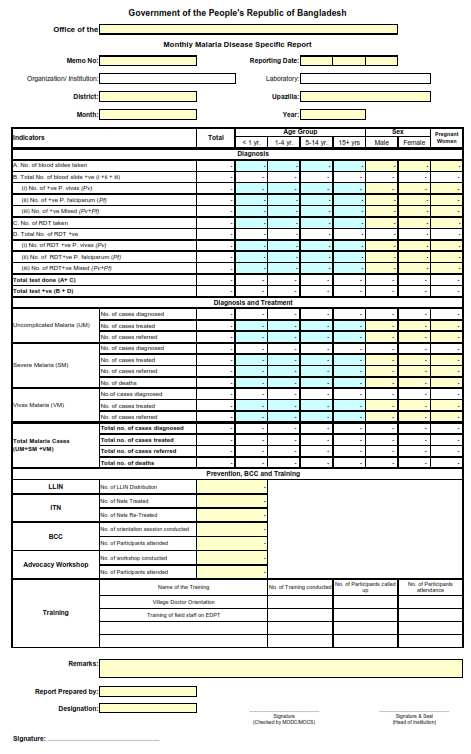 Government of the People's Republic of Bangladesh
Office of the
Monthly Malaria Disease Specific Report
Memo No: Reporting Date:
Organization/ Institution: Laboratory:
District: Upazilla:
Month: Year:
Indicators Total Age Group Sex Pregnant Women
< 1 yr. 1-4 yr. 5-14 yr. 15+ yrs Male Female
Diagnosis
A. No. of blood slides taken - - - - - - - -
B. Total No. of blood slide +ve (i +ii + iii) - - - - - - - -
(i) No. of +ve P. vivax (Pv) - - - - - - - -
(ii) No. of +ve P. falciparum (Pf) - - - - - - - -
(iii) No. of +ve Mixed (Pv+Pf) - - - - - - - -
C. No. of RDT taken - - - - - - - -
D. Total No. of RDT +ve - - - - - - - -
(i) No. of RDT +ve P. vivax (Pv) - - - - - - - -
(ii) No. of RDT+ve P. falciparum (Pf) - - - - - - - -
(iii) No. of RDT+ve Mixed (Pv+Pf) - - - - - - - -
Total test done (A+ C) - - - - - - - -
Total test +ve (B + D) - - - - - - - -
Diagnosis and Treatment
Uncomplicated Malaria (UM)
No. of cases diagnosed - - - - - - - -
No. of cases treated - - - - - - - -
No. of cases referred - - - - - - - -
Severe Malaria (SM)
No. of cases diagnosed - - - - - - - -
No. of cases treated - - - - - - - -
No. of cases referred - - - - - - - -
No. of deaths - - - - - - - -
Vivax Malaria (VM)
No.of cases diagnosed - - - - - - - -
No. of cases treated - - - - - - - -
No. of cases referred - - - - - - - -
Total Malaria Cases
(UM+SM +VM)
Total no. of cases diagnosed - - - - - - - -
Total no. of cases treated - - - - - - - -
Total no. of cases referred - - - - - - - -
Total no. of deaths - - - - - - - -
Prevention, BCC and Training
LLIN No. of LLIN Distribution -
ITN
No. of Nets Treated -
No. of Nets Re-Treated -
BCC
No. of orientation session conducted -
No. of Participants attended -
Advocacy Workshop
No. of workshop conducted -
No. of Participants attended -
Training
Name of the Training No. of Training conducted No. of Participants called up No. of Participants attendance
Village Doctor Orientation
Training of field staff on EDPT
Remarks:
Report Prepared by:
Designation:
Signature Signature & Seal
(Checked by MODC/MOCS) (Head of Institution)
Signature: